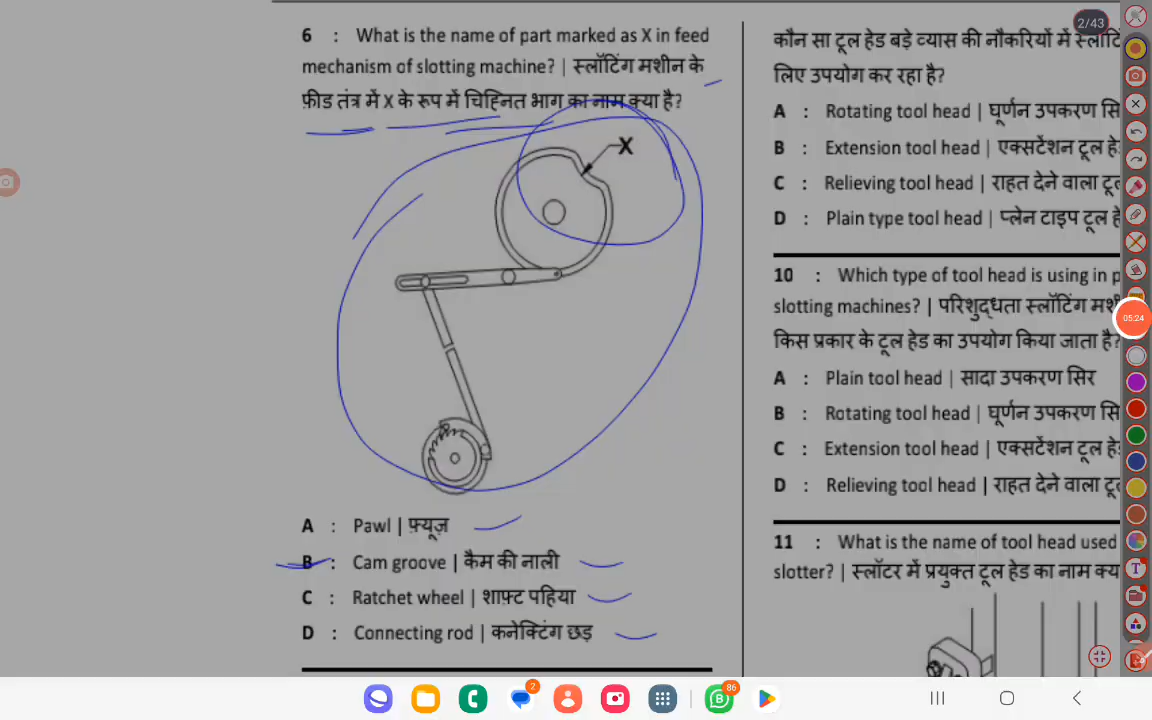 2/43
6 : What is the name of part marked as X in feed
mechanism of slotting machine? | स्लॉटिंग मशीन के
फ़ीड तंत्र में X के रूप में चिह्नित भाग का नाम क्या है?
X
A : Pawl | फ़्यूज़
B : Cam groove | कैम की नाली
C : Ratchet wheel | शाफ़्ट पहिया
D : Connecting rod | कनेक्टिंग छड़
कौन सा टूल हेड बड़े व्यास की नौकरियों में स्लॉटि
लिए उपयोग कर रहा है?
A : Rotating tool head | घूर्णन उपकरण सि
B : Extension tool head | एक्सटेंशन टूल हे
C : Relieving tool head | राहत देने वाला टू
D : Plain type tool head | प्लेन टाइप टूल हे
10 : Which type of tool head is using in p
slotting machines? | परिशुद्धता स्लॉटिंग मशी
किस प्रकार के टूल हेड का उपयोग किया जाता है?
A : Plain tool head | सादा उपकरण सिर
B : Rotating tool head | घूर्णन उपकरण सि
C : Extension tool head | एक्सटेंशन टूल हे
D : Relieving tool head | राहत देने वाला टू
11 : What is the name of tool head used
slotter? | स्लॉटर में प्रयुक्त टूल हेड का नाम क्या
05:24
T
2
86